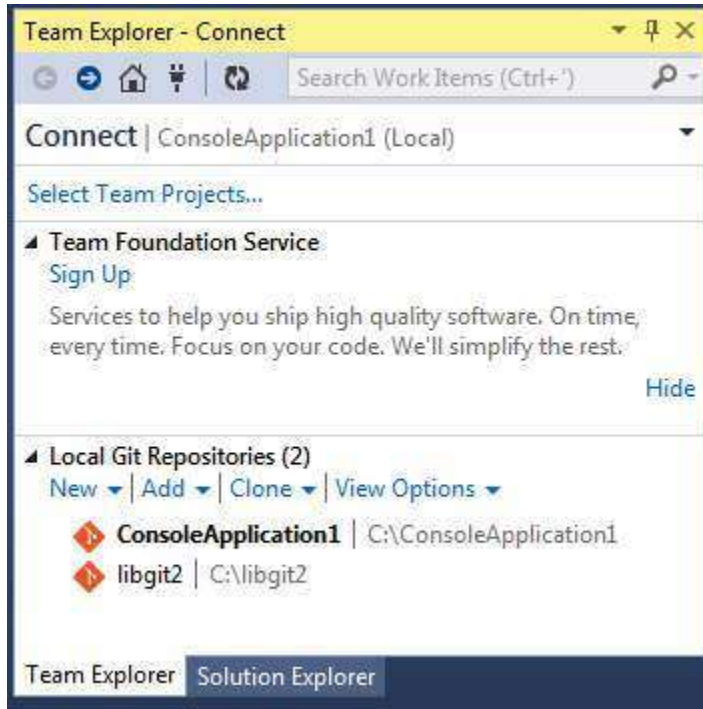 Team Explorer - Connect
Search Work Items (Ctrl+')
Connect | ConsoleApplication1 (Local)
Select Team Projects...
Team Foundation Service
Sign Up
Services to help you ship high quality software. On time,
every time. Focus on your code. We'll simplify the rest.
Hide
Local Git Repositories (2)
New | Add | Clone | View Options
ConsoleApplication1 | C:\ConsoleApplication1
libgit2 | C:\libgit2
Team Explorer Solution Explorer